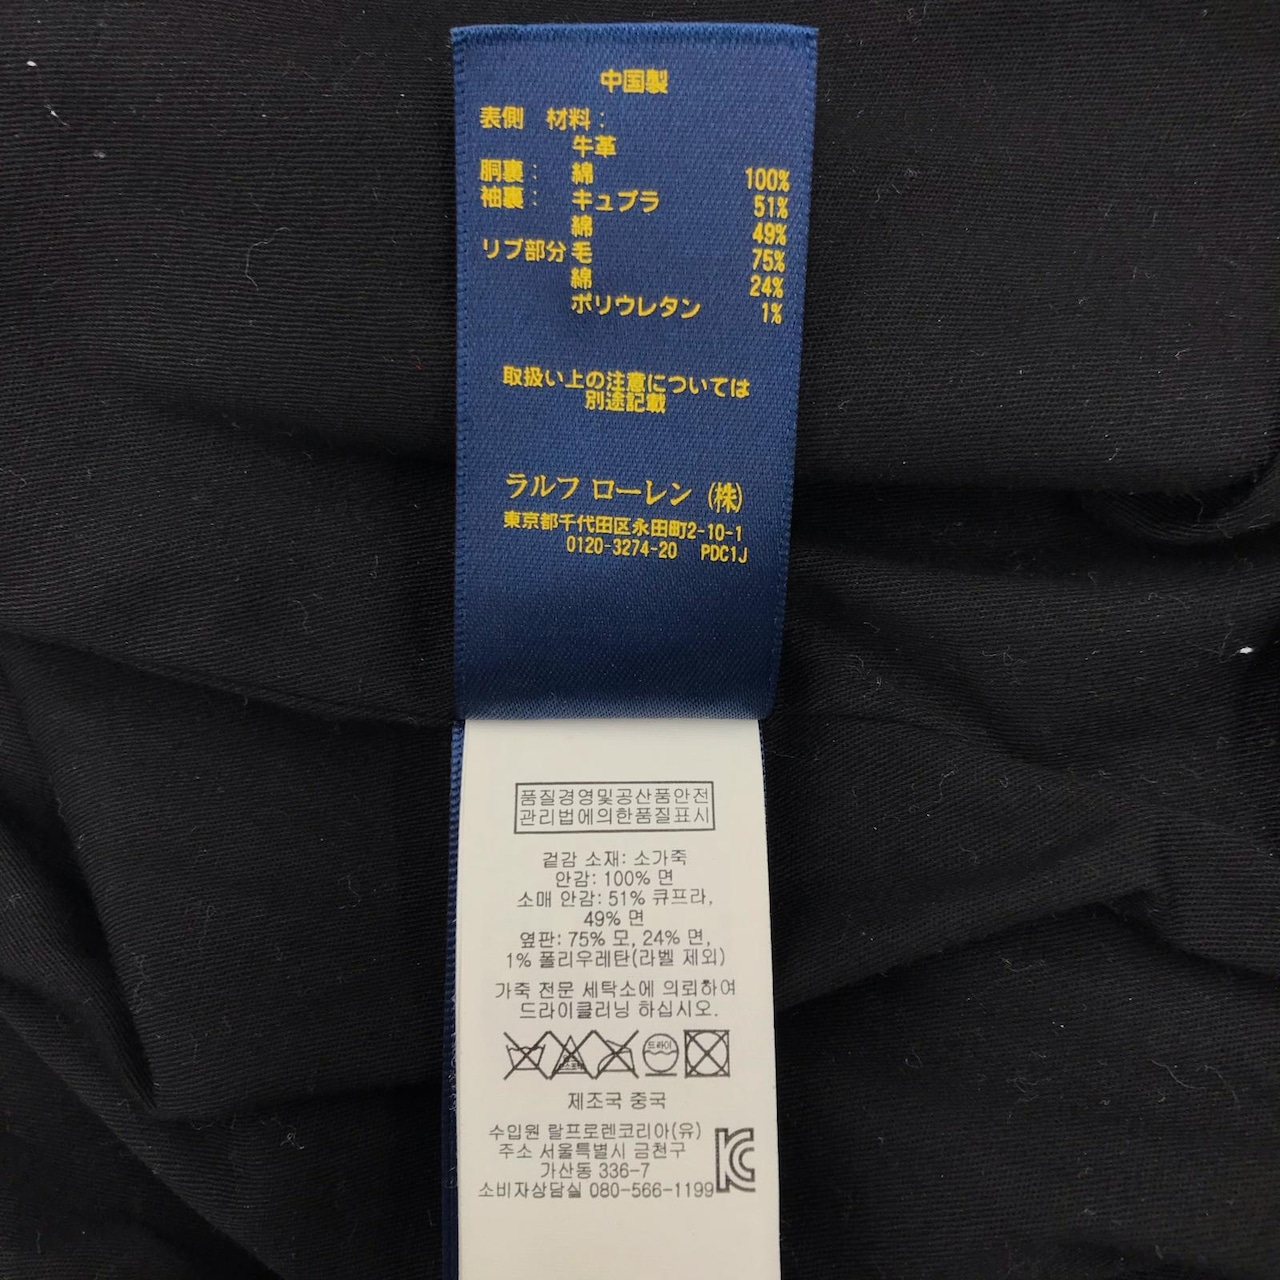 中国製
表側 材料:
牛革
胴裏: 綿 100%
袖裏: キュプラ 51%
綿 49%
リブ部分 毛 75%
綿 24%
ポリウレタン 1%
取扱い上の注意については
別途記載
ラルフ ローレン (株)
東京都千代田区永田町2-10-1
0120-3274-20 PDC1J
품질경영및공산품안전
관리법에의한품질표시
겉감 소재: 소가죽
안감: 100% 면
소매 안감: 51% 큐프라,
49% 면
옆판: 75% 모, 24% 면,
1% 폴리우레탄(라벨 제외)
가죽 전문 세탁소에 의뢰하여
드라이클리닝 하십시오.
드라이
제조국 중국
수입원 랄프로렌코리아(유)
주소 서울특별시 금천구
가산동 336-7
소비자상담실 080-566-1199
KC